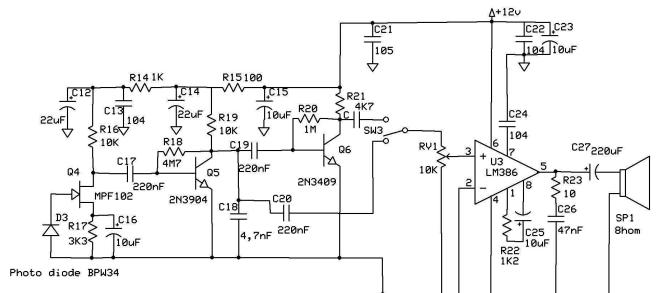 +12v
C21
105
C22
104
C23
10uF
C12
22uF
R14 1K
C13
104
C14
22uF
R15 100
C15
10uF
R16
10K
R19
10K
R20
1M
R21
4K7
C
SW3
C24
104
R18
4M7
C17
220nF
Q4
MPF102
Q5
2N3904
C19
220nF
Q6
2N3409
RV1
10K
6
7
3
+
U3
LM386
5
2
-
1
8
4
C27 220uF
R23
10
C26
47nF
SP1
8hom
D3
R17
3K3
C16
10uF
C18
4,7nF
C20
220nF
R22
1K2
C25
10uF
Photo diode BPW34